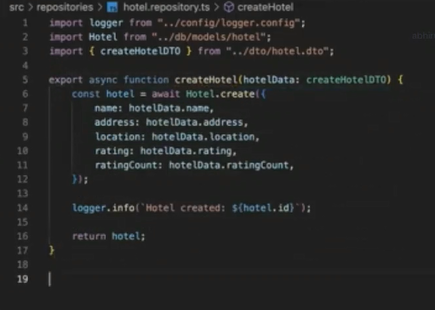 src > repositories > hotel.repository.ts > createHotel
1 import logger from "../config/logger.config";
2 import Hotel from "../db/models/hotel";
3 import { createHotelDTO } from "../dto/hotel.dto";
4
5 export async function createHotel(hotelData: createHotelDTO) {
6 const hotel = await Hotel.create({
7 name: hotelData.name,
8 address: hotelData.address,
9 location: hotelData.location,
10 rating: hotelData.rating,
11 ratingCount: hotelData.ratingCount,
12 });
13
14 logger.info(`Hotel created: ${hotel.id}`);
15
16 return hotel;
17 }
18
19